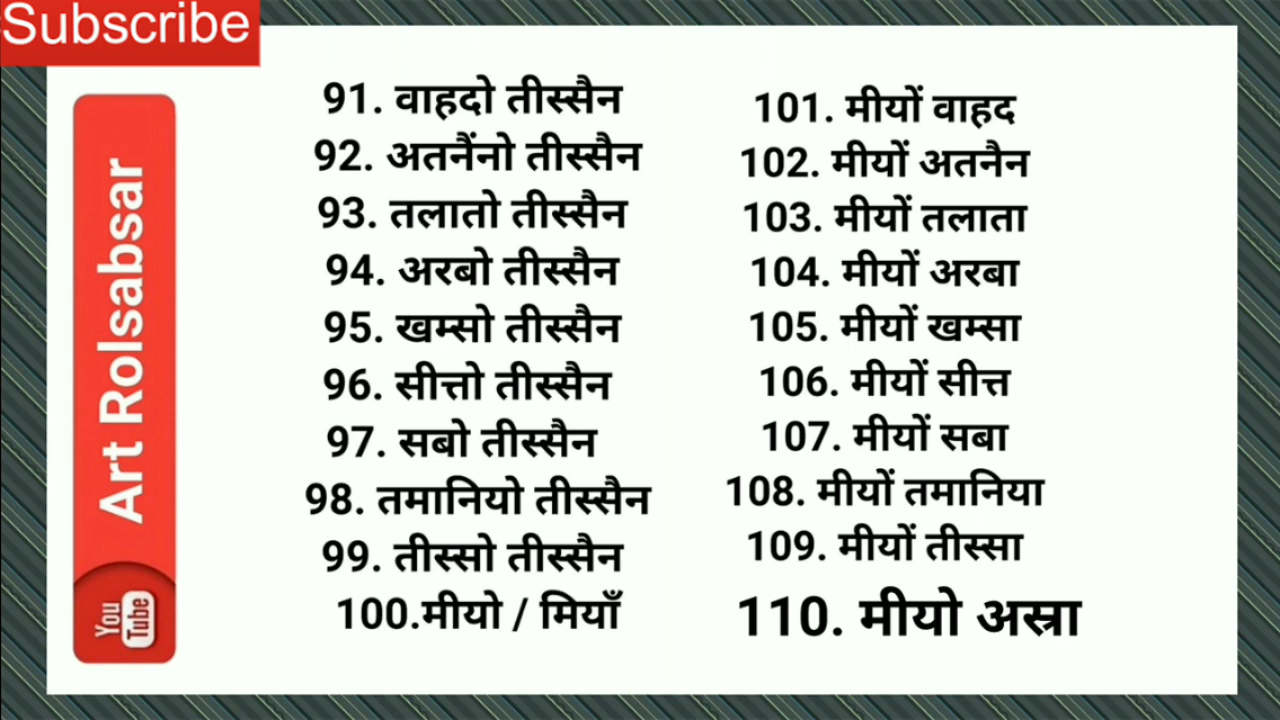 Subscribe
Art Rolsabsar
You
Tube
91. वाहदो तीस्सैन
92. अतनैंनो तीस्सैन
93. तलातो तीस्सैन
94. अरबो तीस्सैन
95. खम्सो तीस्सैन
96. सीत्तो तीस्सैन
97. सबो तीस्सैन
98. तमानियो तीस्सैन
99. तीस्सो तीस्सैन
100.मीयो / मियाँ
101. मीयों वाहद
102. मीयों अतनैन
103. मीयों तलाता
104. मीयों अरबा
105. मीयों खम्सा
106. मीयों सीत्त
107. मीयों सबा
108. मीयों तमानिया
109. मीयों तीस्सा
110. मीयो अस्रा